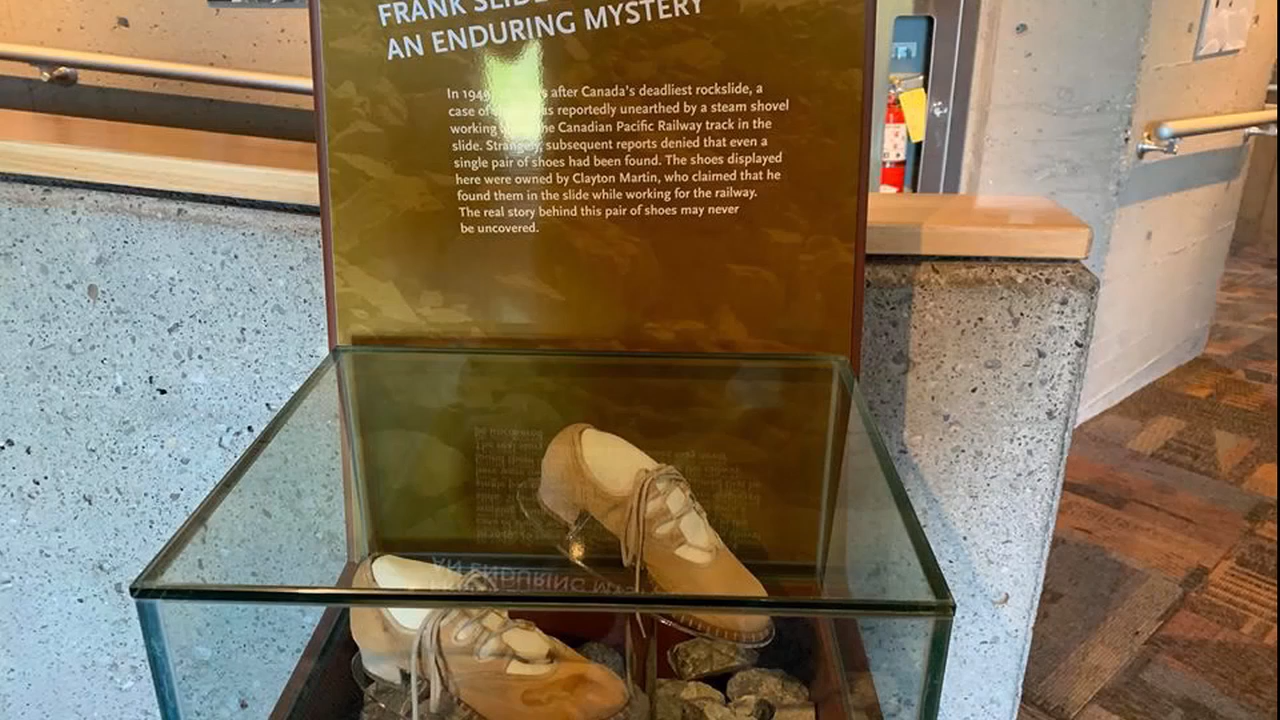 FRANK SLIDE
AN ENDURING MYSTERY
In 1949 after Canada's deadliest rockslide, a
case of reportedly unearthed by a steam shovel
working the Canadian Pacific Railway track in the
slide. Strangely, subsequent reports denied that even a
single pair of shoes had been found. The shoes displayed
here were owned by Clayton Martin, who claimed that he
found them in the slide while working for the railway.
The real story behind this pair of shoes may never
be uncovered.